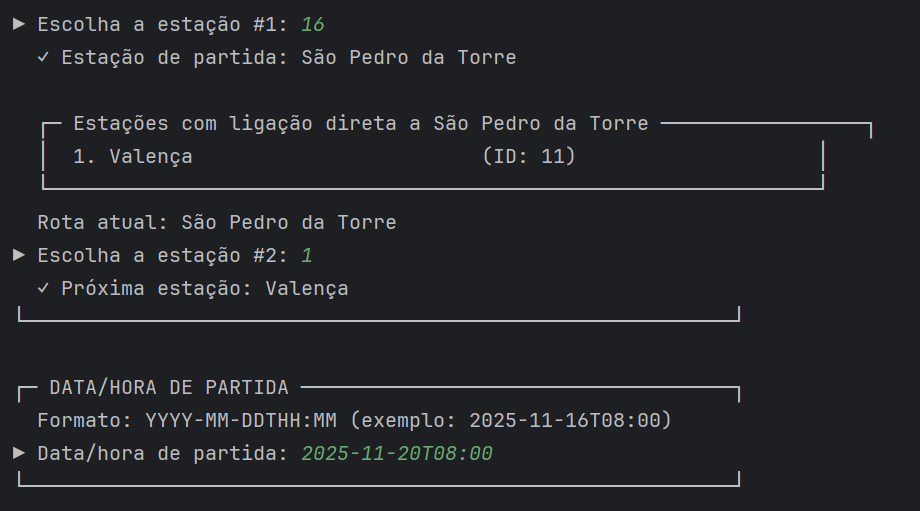 ► Escolha a estação #1: 16
✓ Estação de partida: São Pedro da Torre
Estações com ligação direta a São Pedro da Torre
1. Valença (ID: 11)
Rota atual: São Pedro da Torre
► Escolha a estação #2: 1
✓ Próxima estação: Valença
DATA/HORA DE PARTIDA
Formato: YYYY-MM-DDTHH:MM (exemplo: 2025-11-16T08:00)
► Data/hora de partida: 2025-11-20T08:00